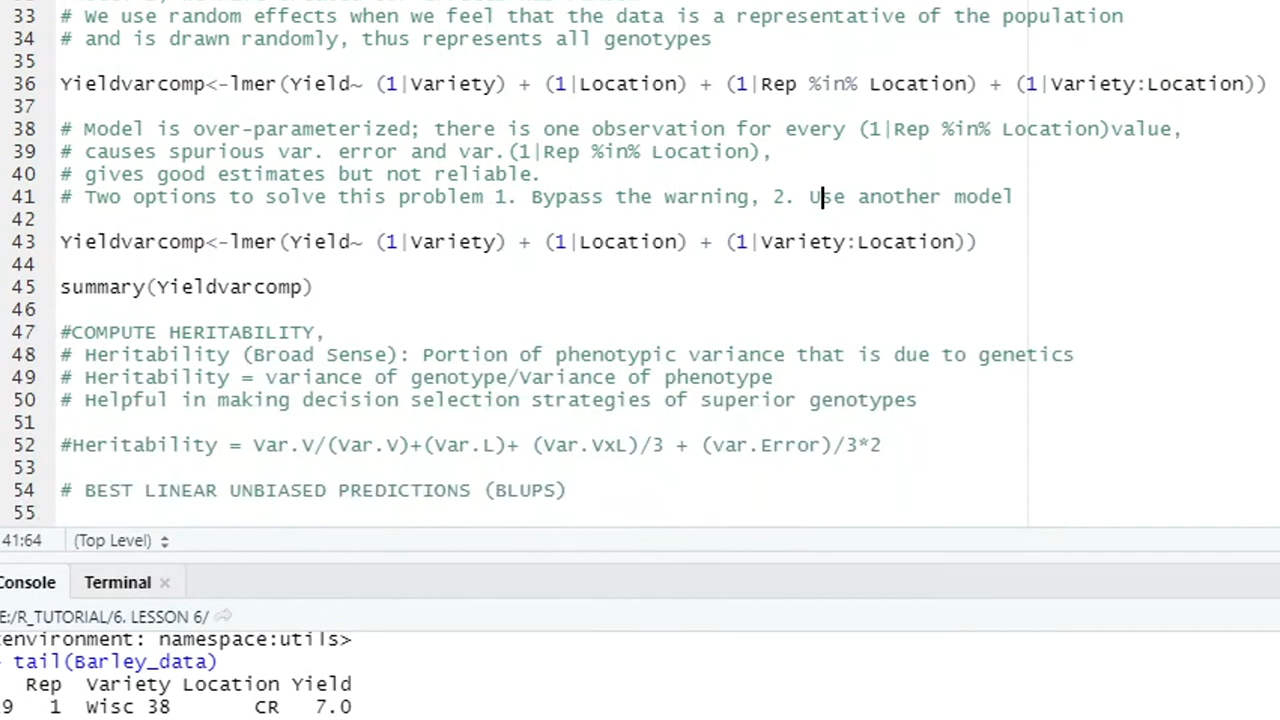 33 # We use random effects when we feel that the data is a representative of the population
34 # and is drawn randomly, thus represents all genotypes
35
36 Yieldvarcomp<-lmer(Yield~ (1|Variety) + (1|Location) + (1|Rep %in% Location) + (1|Variety:Location))
37
38 # Model is over-parameterized; there is one observation for every (1|Rep %in% Location)value,
39 # causes spurious var. error and var.(1|Rep %in% Location),
40 # gives good estimates but not reliable.
41 # Two options to solve this problem 1. Bypass the warning, 2. Use another model
42
43 Yieldvarcomp<-lmer(Yield~ (1|Variety) + (1|Location) + (1|Variety:Location))
44
45 summary(Yieldvarcomp)
46
47 #COMPUTE HERITABILITY,
48 # Heritability (Broad Sense): Portion of phenotypic variance that is due to genetics
49 # Heritability = variance of genotype/Variance of phenotype
50 # Helpful in making decision selection strategies of superior genotypes
51
52 #Heritability = Var.V/(Var.V)+(Var.L)+ (Var.VxL)/3 + (var.Error)/3*2
53
54 # BEST LINEAR UNBIASED PREDICTIONS (BLUPS)
55
41:64 (Top Level)
Console Terminal ×
E:/R_TUTORIAL/6. LESSON 6/
<environment: namespace:utils>
> tail(Barley_data)
Rep Variety Location Yield
9 1 Wisc 38 CR 7.0